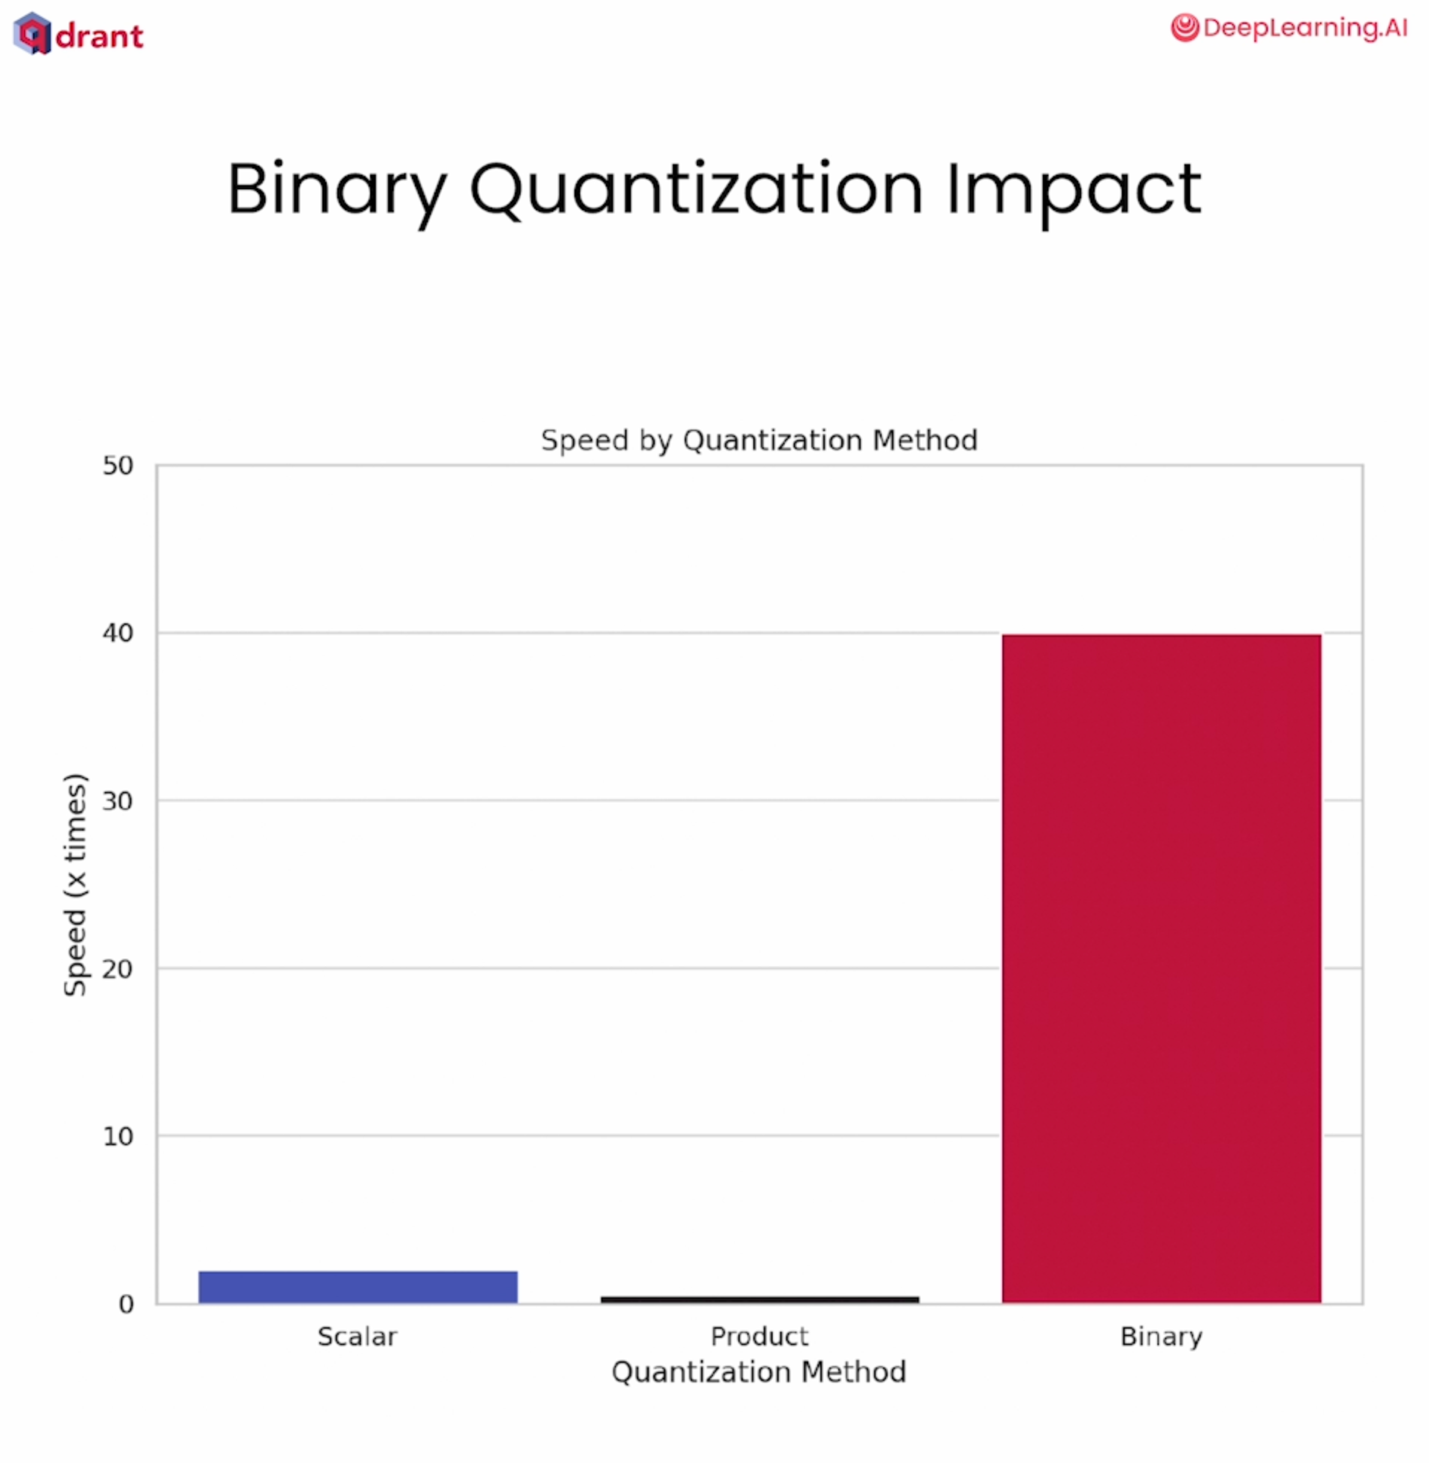 qdrant
DeepLearning.AI
Binary Quantization Impact
Speed by Quantization Method
50
40
30
20
10
0
Speed (x times)
Scalar
Product
Binary
Quantization Method